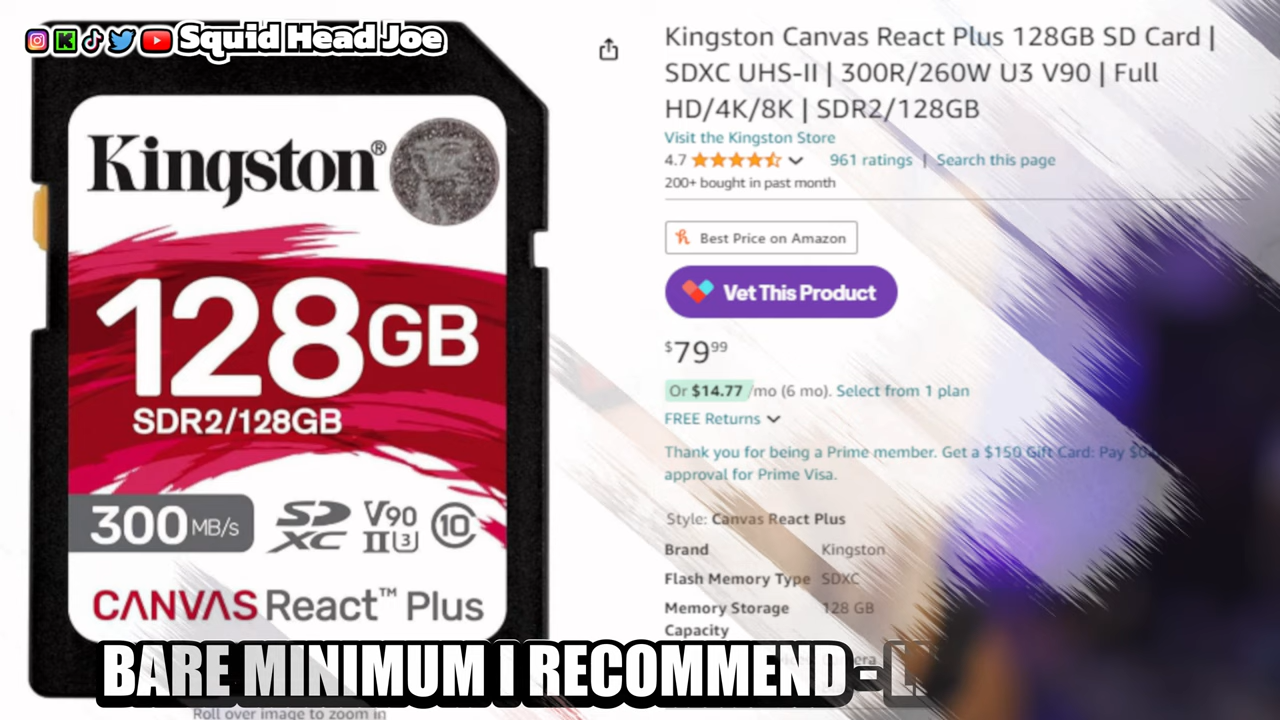 Squid Head Joe
Kingston®
128GB
SDR2/128GB
300MB/s
SD XC
V90
II 3
10
CANVAS React™ Plus
Roll over image to zoom in
Kingston Canvas React Plus 128GB SD Card |
SDXC UHS-II | 300R/260W U3 V90 | Full
HD/4K/8K | SDR2/128GB
Visit the Kingston Store
4.7
961 ratings | Search this page
200+ bought in past month
Best Price on Amazon
Vet This Product
$79 99
Or $14.77 /mo (6 mo). Select from 1 plan
FREE Returns
Thank you for being a Prime member. Get a $150 Gift Card: Pay
approval for Prime Visa.
Style: Canvas React Plus
Brand Kingston
Flash Memory Type SDXC
Memory Storage 128 GB
Capacity
BARE MINIMUM I RECOMMEND -